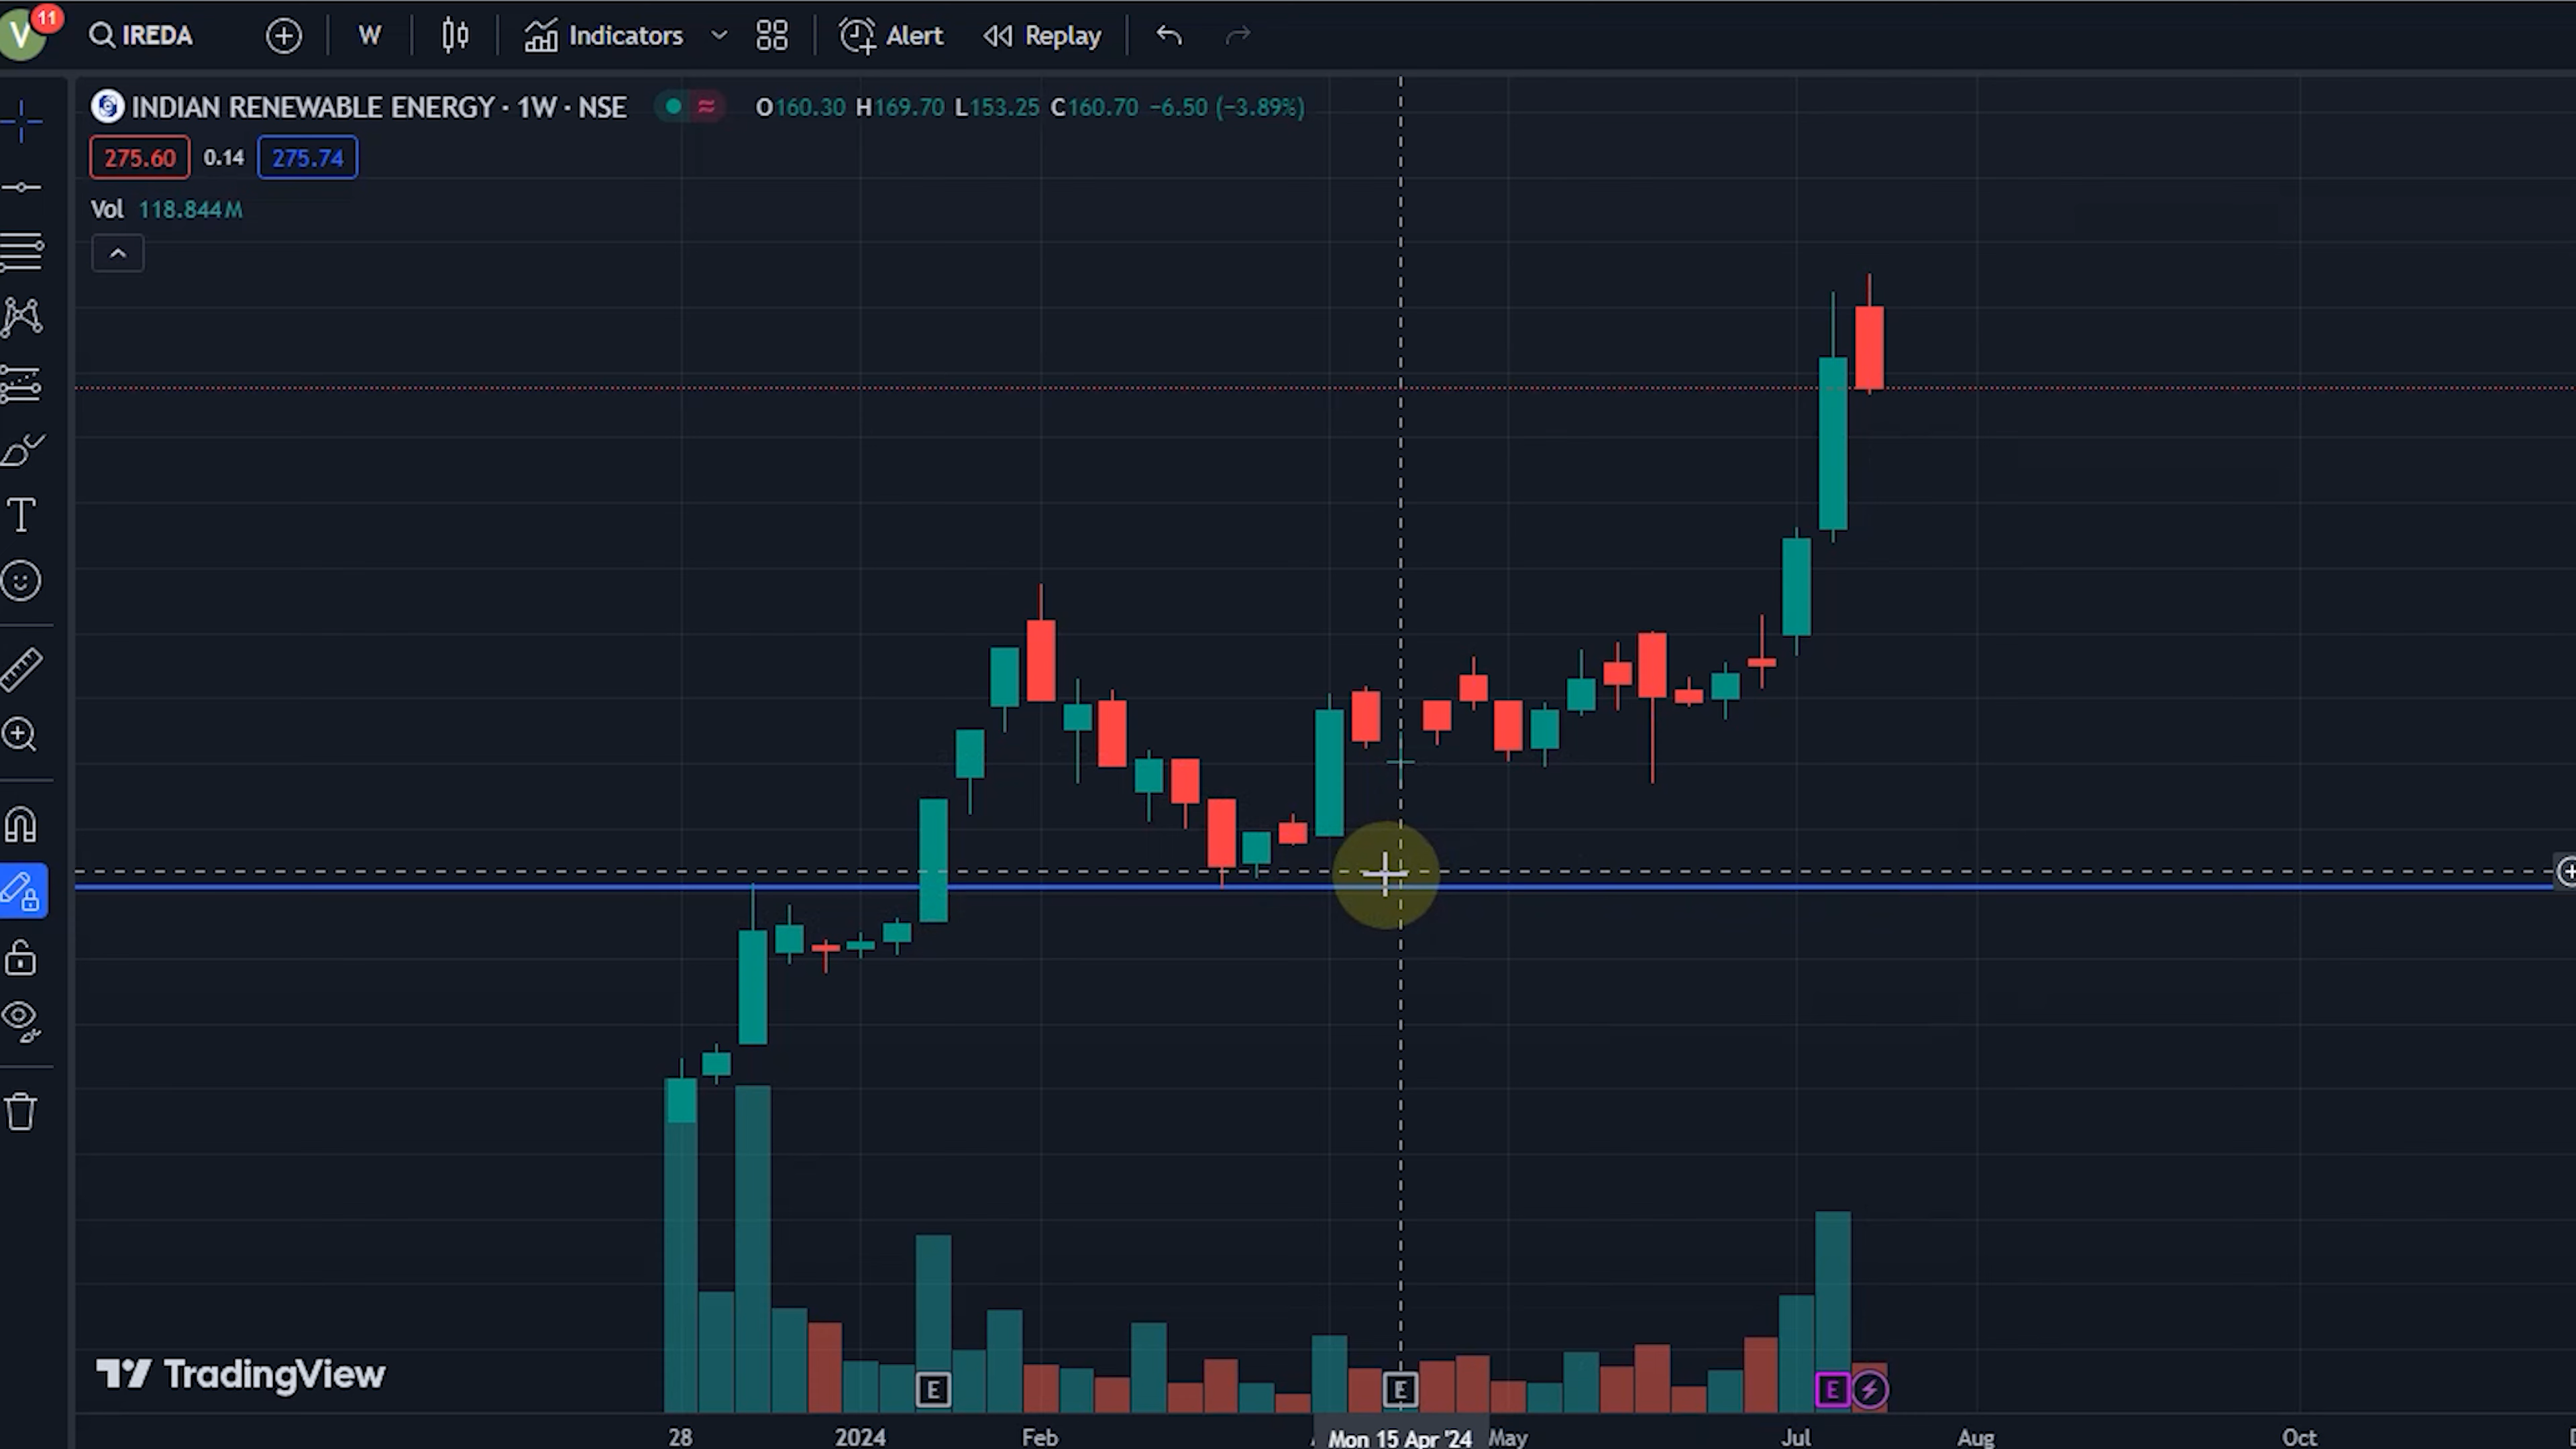 V 11 IREDA W Indicators Alert Replay
INDIAN RENEWABLE ENERGY · 1W · NSE O160.30 H169.70 L153.25 C160.70 −6.50 (−3.89%)
275.60 0.14 275.74
Vol 118.844M
TradingView
E E E
28 2024 Feb Mon 15 Apr '24 May Jul Aug Oct